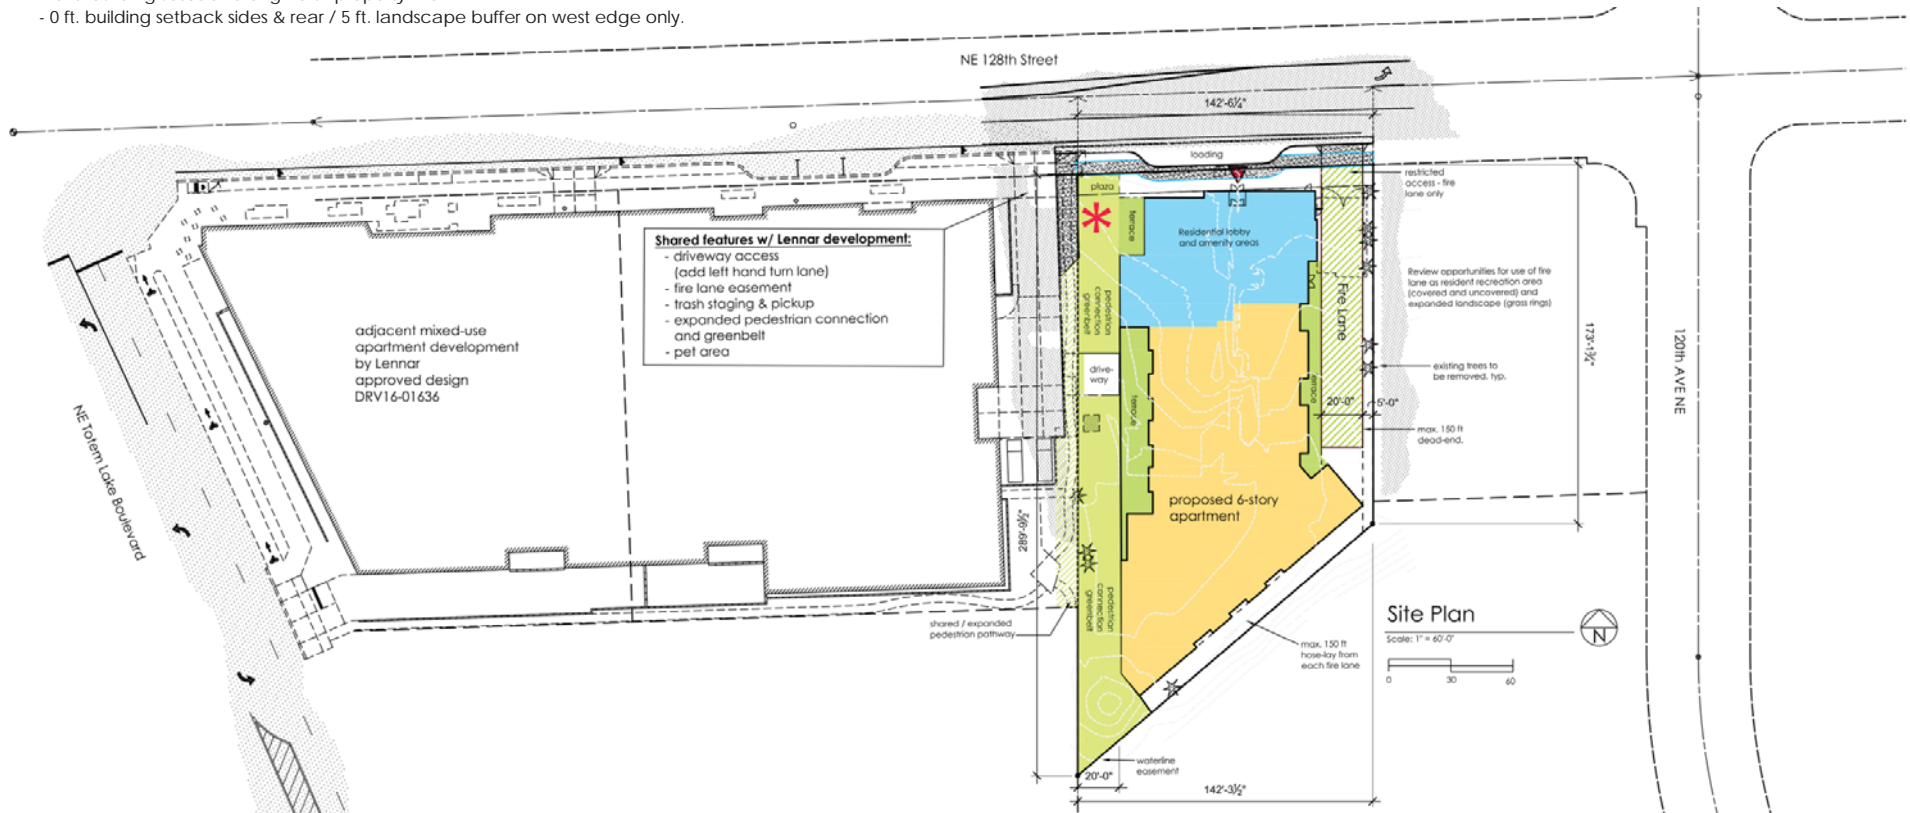 - 0 ft. building setback sides & rear / 5 ft. landscape buffer on west edge only.
NE 128th Street
142'-6¼"
loading
plaza
terrace
restricted
access - fire
lane only
Residential lobby
and amenity areas
Shared features w/ Lennar development:
- driveway access
(add left hand turn lane)
- fire lane easement
- trash staging & pickup
- expanded pedestrian connection
and greenbelt
- pet area
adjacent mixed-use
apartment development
by Lennar
approved design
DRV16-01636
pedestrian
connection
greenbelt
Fire Lane
Review opportunities for use of fire
lane as resident recreation area
(covered and uncovered) and
expanded landscape (grass rings)
173'-1¾"
120th AVE NE
drive-
way
existing trees to
be removed, typ.
terrace
terrace
20'-0"
5'-0"
max. 150 ft
dead-end.
NE Totem Lake Boulevard
proposed 6-story
apartment
289'-9½"
pedestrian
connection
greenbelt
shared / expanded
pedestrian pathway
max. 150 ft
hose-lay from
each fire lane
Site Plan
Scale: 1" = 60'-0"
N
0 30 60
waterline
easement
20'-0"
142'-3½"